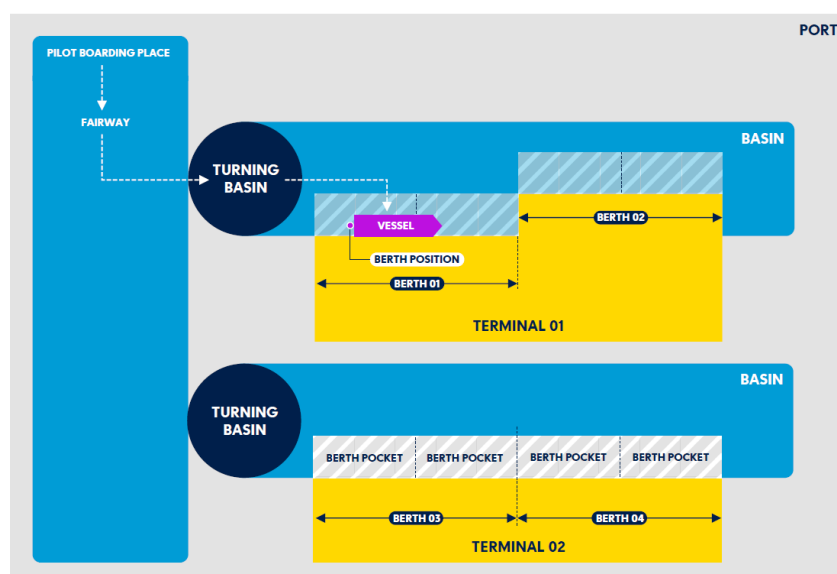 PORT
PILOT BOARDING PLACE
FAIRWAY
TURNING
BASIN
BASIN
VESSEL
BERTH POSITION
BERTH 01
BERTH 02
TERMINAL 01
TURNING
BASIN
BASIN
BERTH POCKET
BERTH POCKET
BERTH POCKET
BERTH POCKET
BERTH 03
BERTH 04
TERMINAL 02